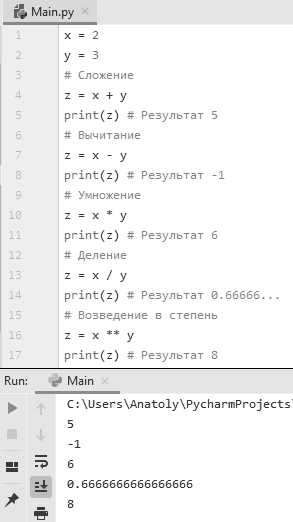 Main.py
1 x = 2
2 y = 3
3 # Сложение
4 z = x + y
5 print(z) # Результат 5
6 # Вычитание
7 z = x - y
8 print(z) # Результат -1
9 # Умножение
10 z = x * y
11 print(z) # Результат 6
12 # Деление
13 z = x / y
14 print(z) # Результат 0.66666...
15 # Возведение в степень
16 z = x ** y
17 print(z) # Результат 8
Run: Main
C:\Users\Anatoly\PycharmProjects\
5
-1
6
0.6666666666666666
8